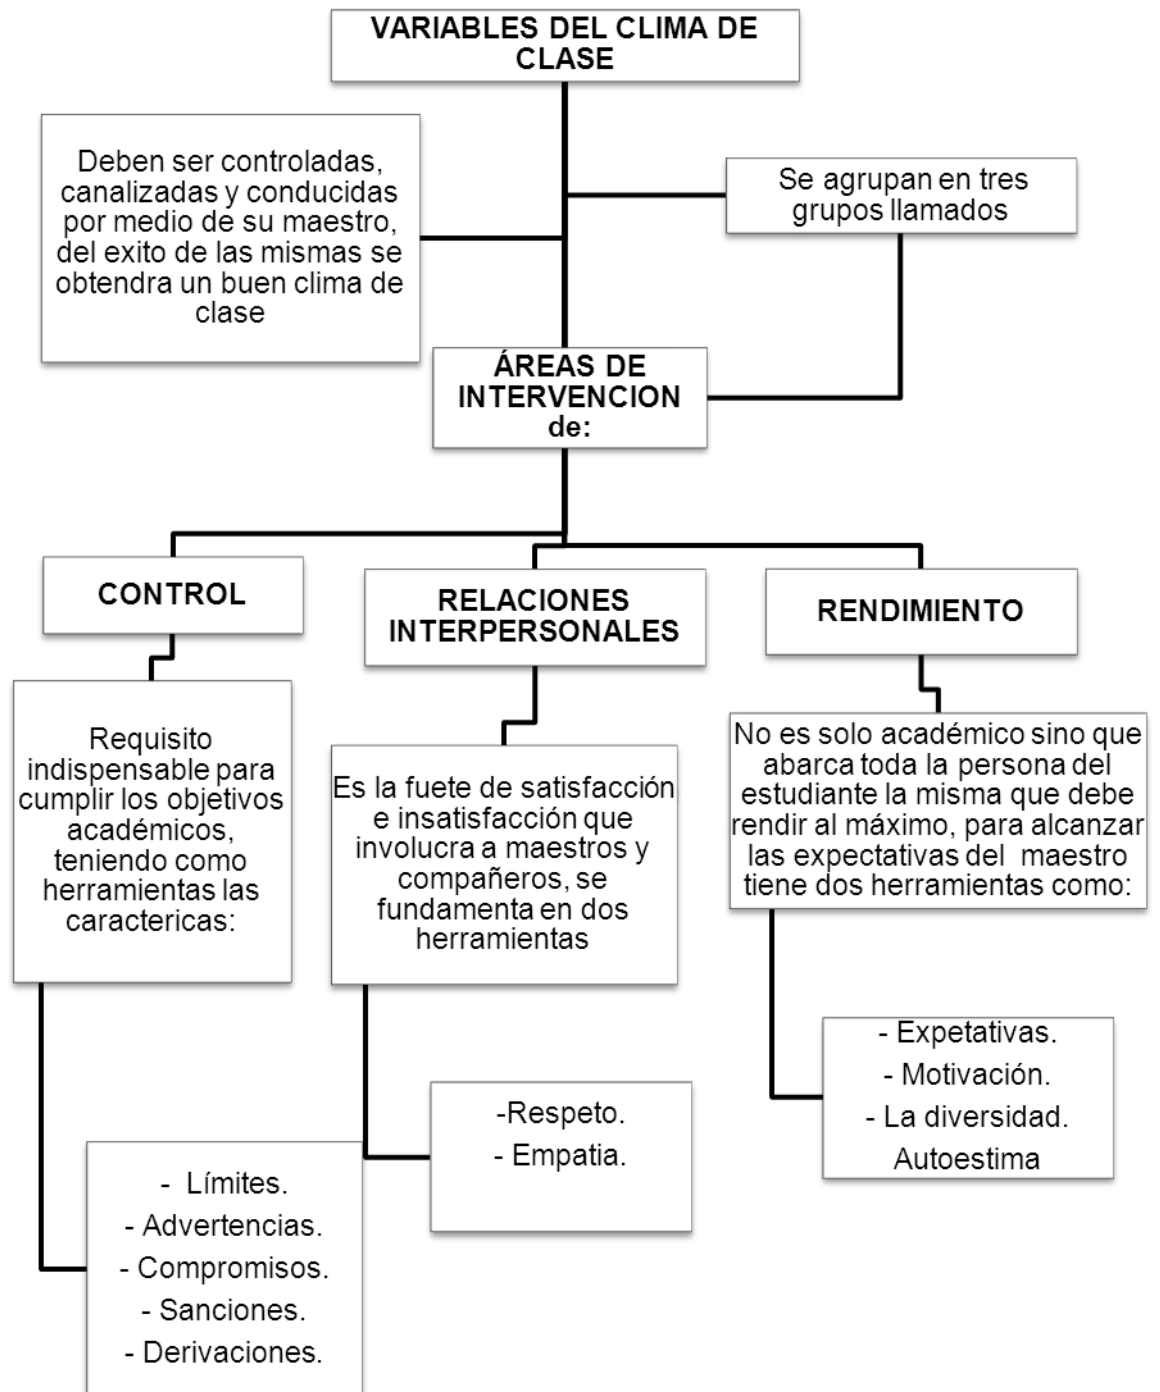 VARIABLES DEL CLIMA DE
CLASE
Deben ser controladas,
canalizadas y conducidas
por medio de su maestro,
del exito de las mismas se
obtendra un buen clima de
clase
Se agrupan en tres
grupos llamados
ÁREAS DE
INTERVENCION
de:
CONTROL
RELACIONES
INTERPERSONALES
RENDIMIENTO
Requisito
indispensable para
cumplir los objetivos
académicos,
teniendo como
herramientas las
caractericas:
Es la fuete de satisfacción
e insatisfacción que
involucra a maestros y
compañeros, se
fundamenta en dos
herramientas
No es solo académico sino que
abarca toda la persona del
estudiante la misma que debe
rendir al máximo, para alcanzar
las expectativas del maestro
tiene dos herramientas como:
- Límites.
- Advertencias.
- Compromisos.
- Sanciones.
- Derivaciones.
-Respeto.
- Empatia.
- Expetativas.
- Motivación.
- La diversidad.
Autoestima